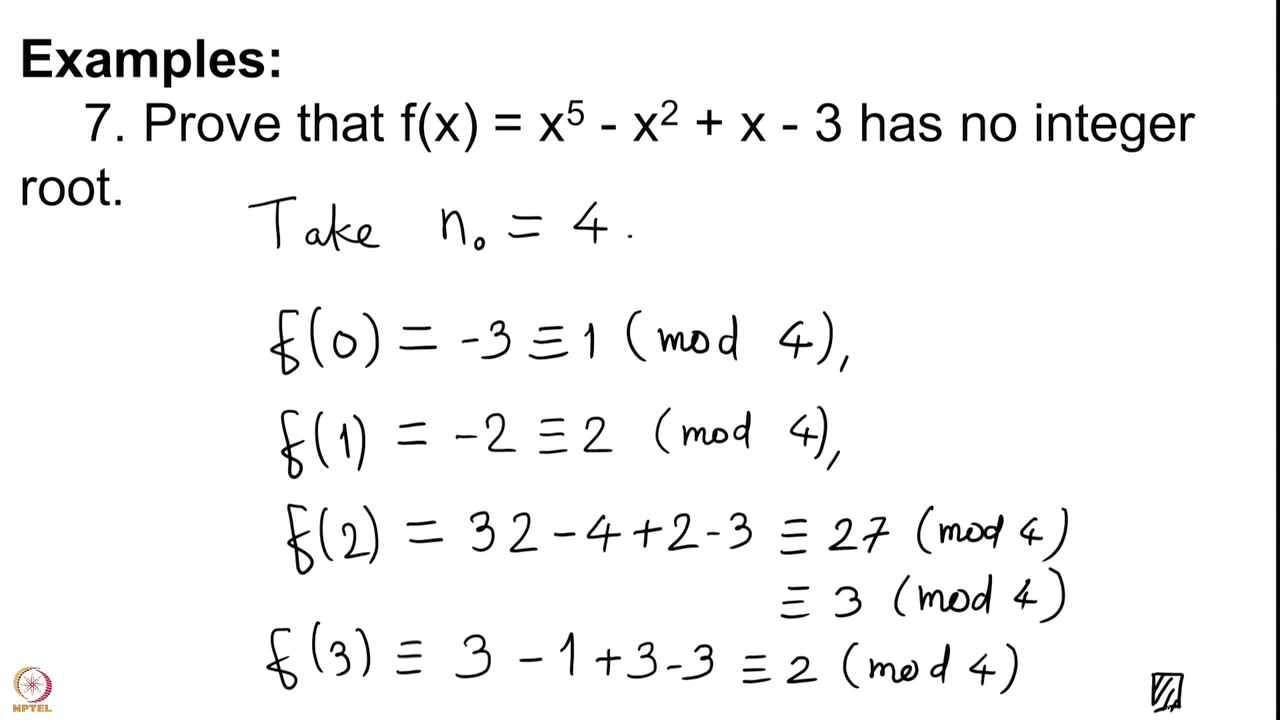 Examples:
7. Prove that f(x) = x⁵ - x² + x - 3 has no integer
root.
Take n₀ = 4.
f(0) = -3 ≡ 1 (mod 4),
f(1) = -2 ≡ 2 (mod 4),
f(2) = 32 - 4 + 2 - 3 ≡ 27 (mod 4)
≡ 3 (mod 4)
f(3) ≡ 3 - 1 + 3 - 3 ≡ 2 (mod 4)
NPTEL